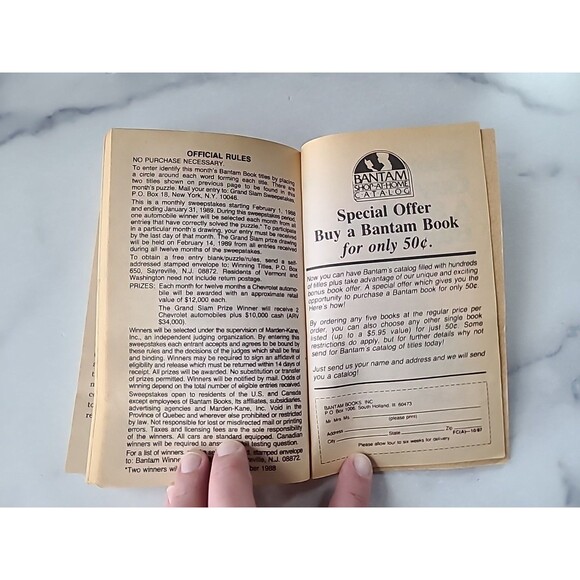 OFFICIAL RULES
NO PURCHASE NECESSARY.
To enter identify this month's Bantam Book titles by placing
a circle around each word forming each title. There are
two titles shown on previous page to be found in this
month's puzzle. Mail your entry to: Grand Slam Sweepstakes
P.O. Box 18, New York, N.Y. 10046.
This is a monthly sweepstakes starting February 1, 1988
and ending January 31, 1989. During this sweepstakes period,
one automobile winner will be selected each month from all
entries that have correctly solved the puzzle.* To participate
in a particular month's drawing, your entry must be received
by the last day of that month. The Grand Slam prize drawing
will be held on February 14, 1989 from all entries received
during all twelve months of the sweepstakes.
To obtain a free entry blank/puzzle/rules, send a self-
addressed stamped envelope to: Winning Titles, P.O. Box
650, Sayreville, N.J. 08872. Residents of Vermont and
Washington need not include return postage.
PRIZES: Each month for twelve months a Chevrolet automo-
bile will be awarded with an approximate retail
value of $12,000 each.
The Grand Slam Prize Winner will receive 2
Chevrolet automobiles plus $10,000 cash (ARV
$34,000).
Winners will be selected under the supervision of Marden-Kane,
Inc., an independent judging organization. By entering this
sweepstakes each entrant accepts and agrees to be bound by
these rules and the decisions of the judges which shall be final
and binding. Winners may be required to sign an affidavit of
eligibility and release which must be returned within 14 days of
receipt. All prizes will be awarded. No substitution or transfer
of prizes permitted. Winners will be notified by mail. Odds of
winning depend on the total number of eligible entries received.
Sweepstakes open to residents of the U.S. and Canada
except employees of Bantam Books, its affiliates, subsidiaries,
advertising agencies and Marden-Kane, Inc. Void in the
Province of Quebec and wherever else prohibited or restricted
by law. Not responsible for lost or misdirected mail or printing
errors. Taxes and licensing fees are the sole responsibility
of the winners. All cars are standard equipped. Canadian
winners will be required to ans testing question.
For a list of winners stamped envelope
to: Bantam Winner Sayreville, N.J. 08872.
*Two winners wil ber 1988
BANTAM
SHOP-AT-HOME
CATALOG
Special Offer
Buy a Bantam Book
for only 50¢.
Now you can have Bantam's catalog filled with hundreds
of titles plus take advantage of our unique and exciting
bonus book offer. A special offer which gives you the
opportunity to purchase a Bantam book for only 50¢.
Here's how!
By ordering any five books at the regular price per
order, you can also choose any other single book
listed (up to a $5.95 value) for just 50¢. Some
restrictions do apply, but for further details why not
send for Bantam's catalog of titles today!
Just send us your name and address and we will send
you a catalog!
BANTAM BOOKS, INC.
P.O. Box 1006, South Holland, Ill. 60473
Mr./Mrs./Ms. (please print)
Address
City State Zip
FC(A)—10/87
Please allow four to six weeks for delivery.